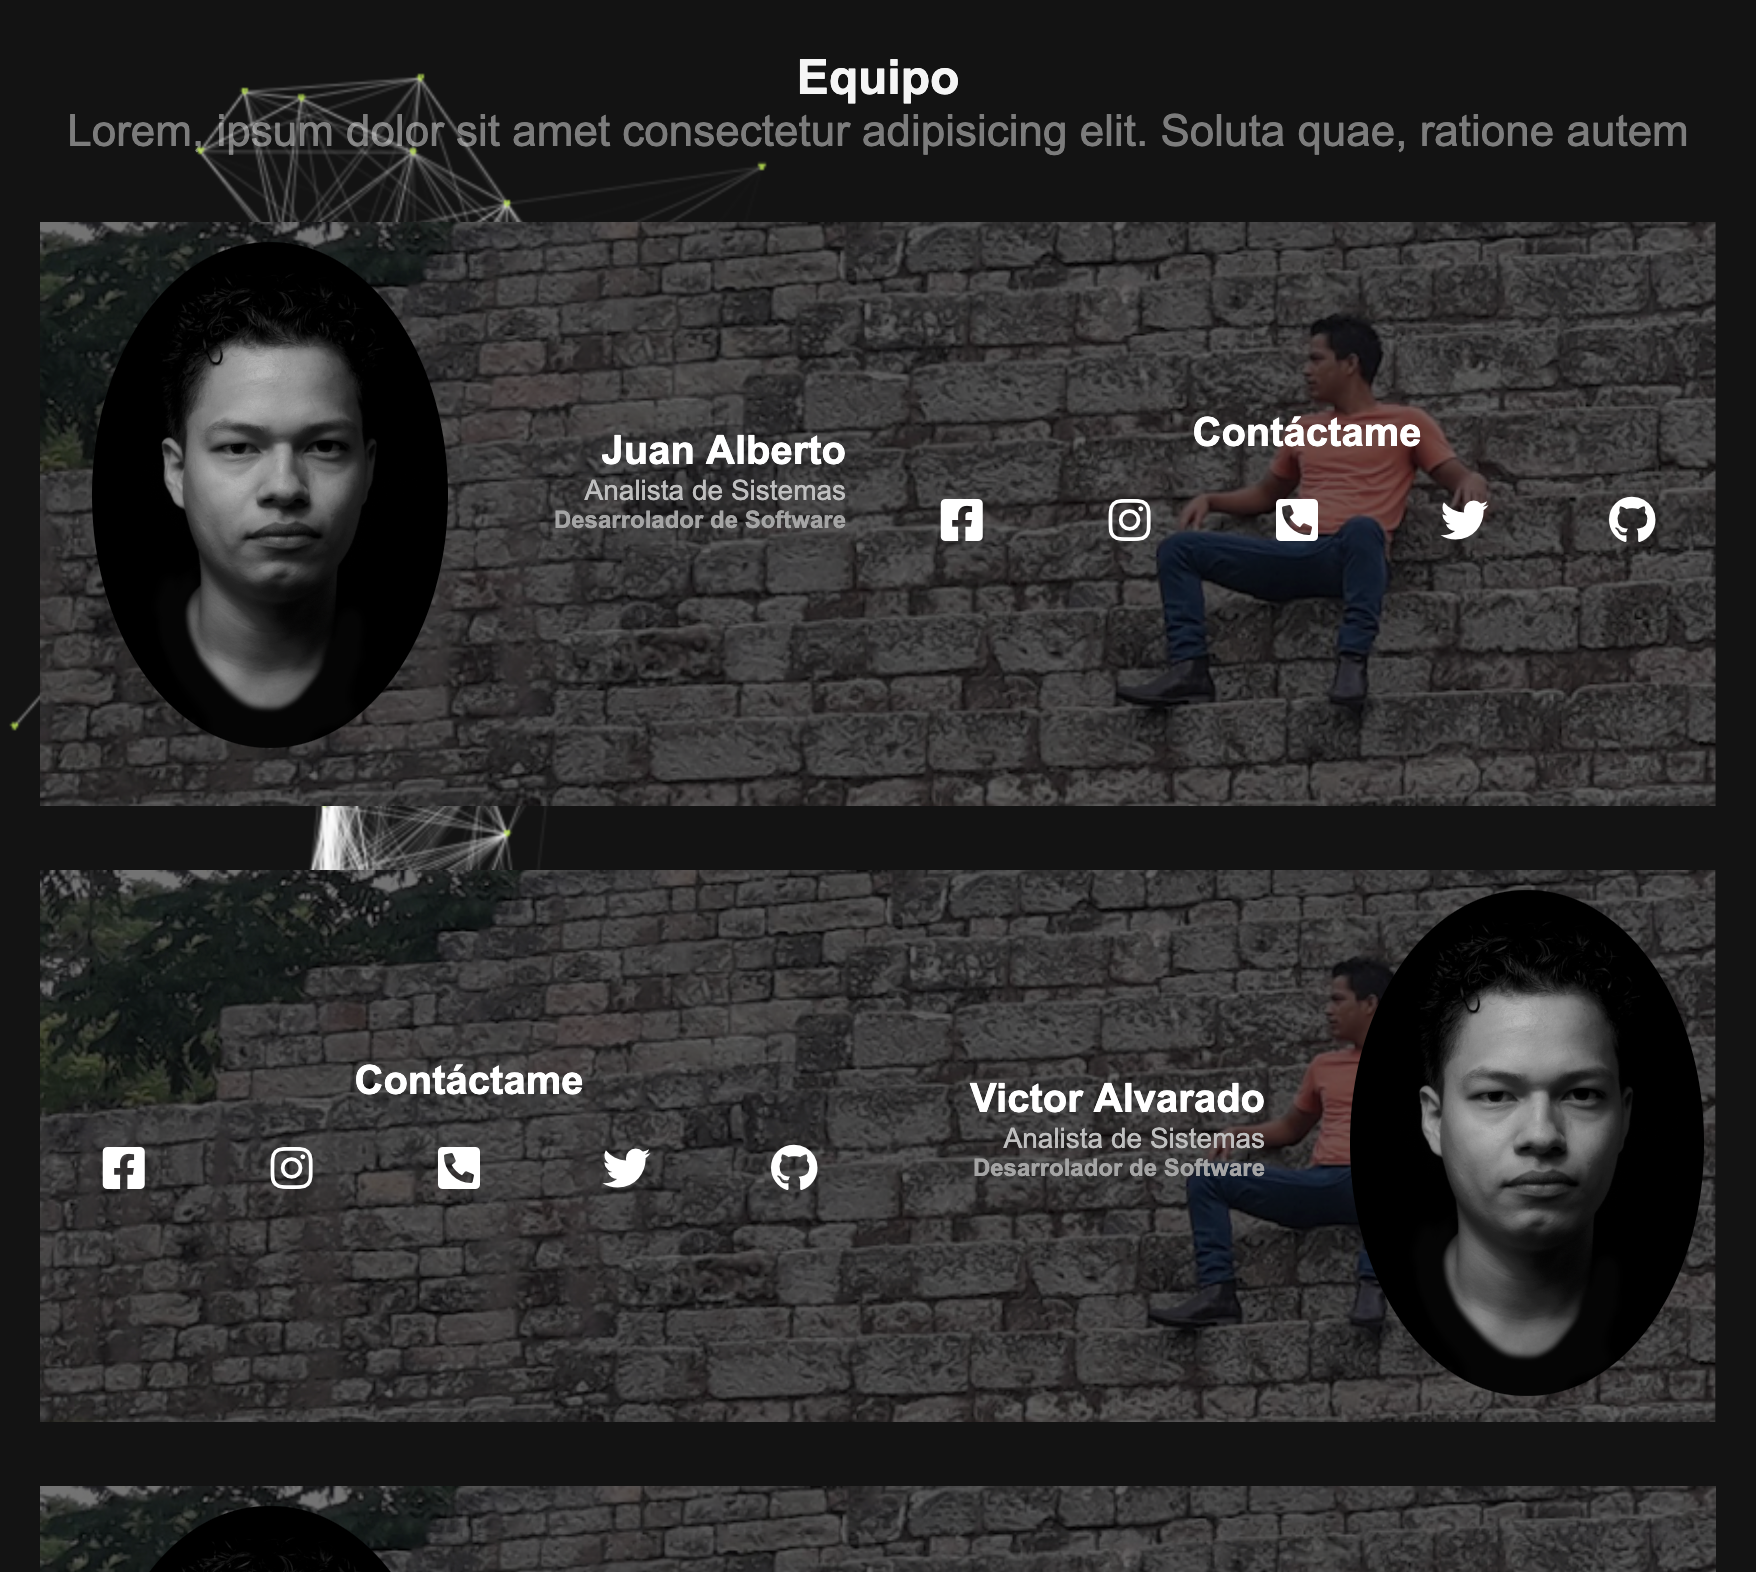 Equipo
Lorem, ipsum dolor sit amet consectetur adipisicing elit. Soluta quae, ratione autem
Juan Alberto
Analista de Sistemas
Desarrolador de Software
Contáctame
Contáctame
Victor Alvarado
Analista de Sistemas
Desarrolador de Software